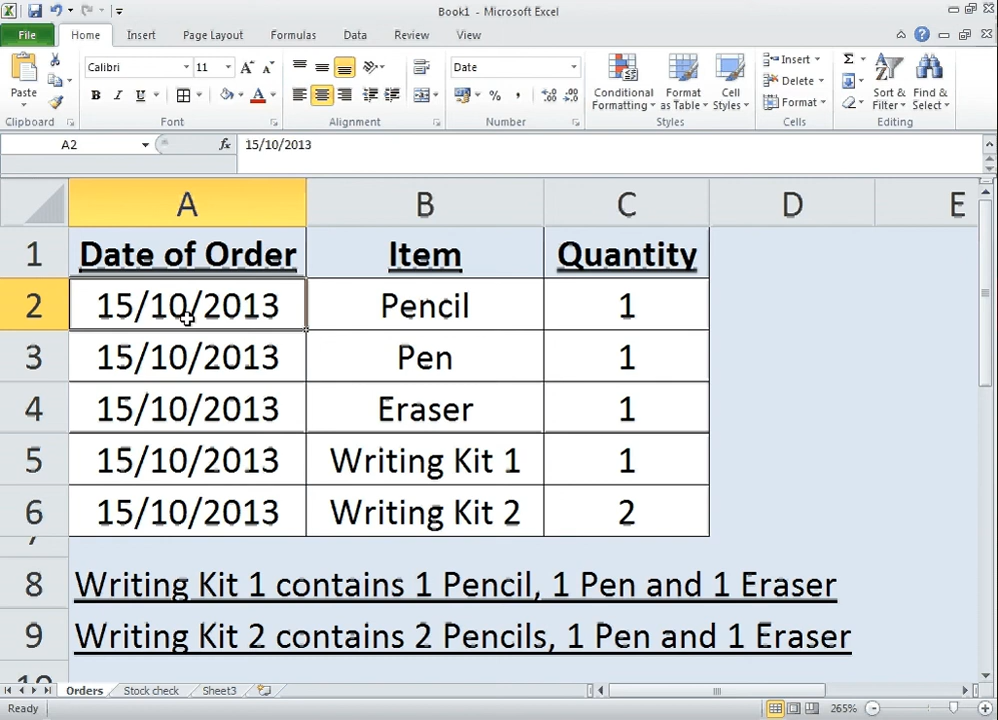 Book1 - Microsoft Excel
File Home Insert Page Layout Formulas Data Review View
Paste
Calibri 11
Date
Conditional Formatting
Format as Table
Cell Styles
Insert
Delete
Format
Sort & Filter
Find & Select
Clipboard Font Alignment Number Styles Cells Editing
A2 fx 15/10/2013
A B C D E
1 Date of Order Item Quantity
2 15/10/2013 Pencil 1
3 15/10/2013 Pen 1
4 15/10/2013 Eraser 1
5 15/10/2013 Writing Kit 1 1
6 15/10/2013 Writing Kit 2 2
7
8 Writing Kit 1 contains 1 Pencil, 1 Pen and 1 Eraser
9 Writing Kit 2 contains 2 Pencils, 1 Pen and 1 Eraser
10
Orders Stock check Sheet3
Ready 265%